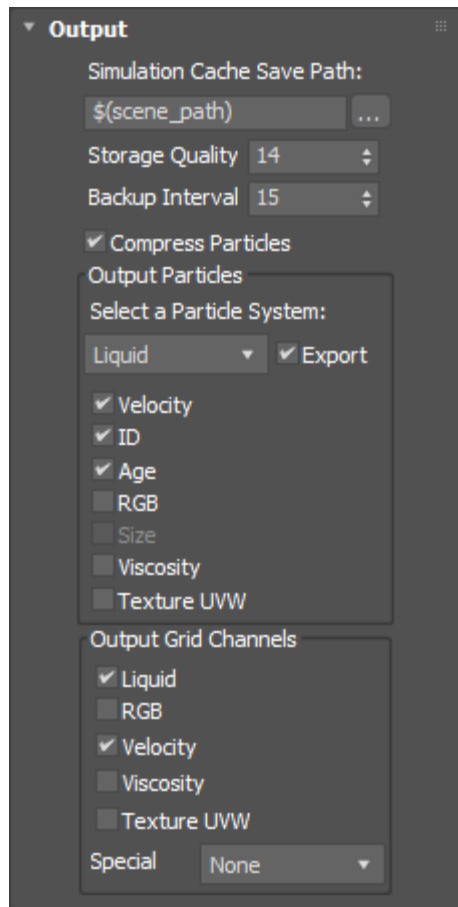 Output
Simulation Cache Save Path:
$(scene_path) ...
Storage Quality 14
Backup Interval 15
Compress Particles
Output Particles
Select a Particle System:
Liquid Export
Velocity
ID
Age
RGB
Size
Viscosity
Texture UVW
Output Grid Channels
Liquid
RGB
Velocity
Viscosity
Texture UVW
Special None